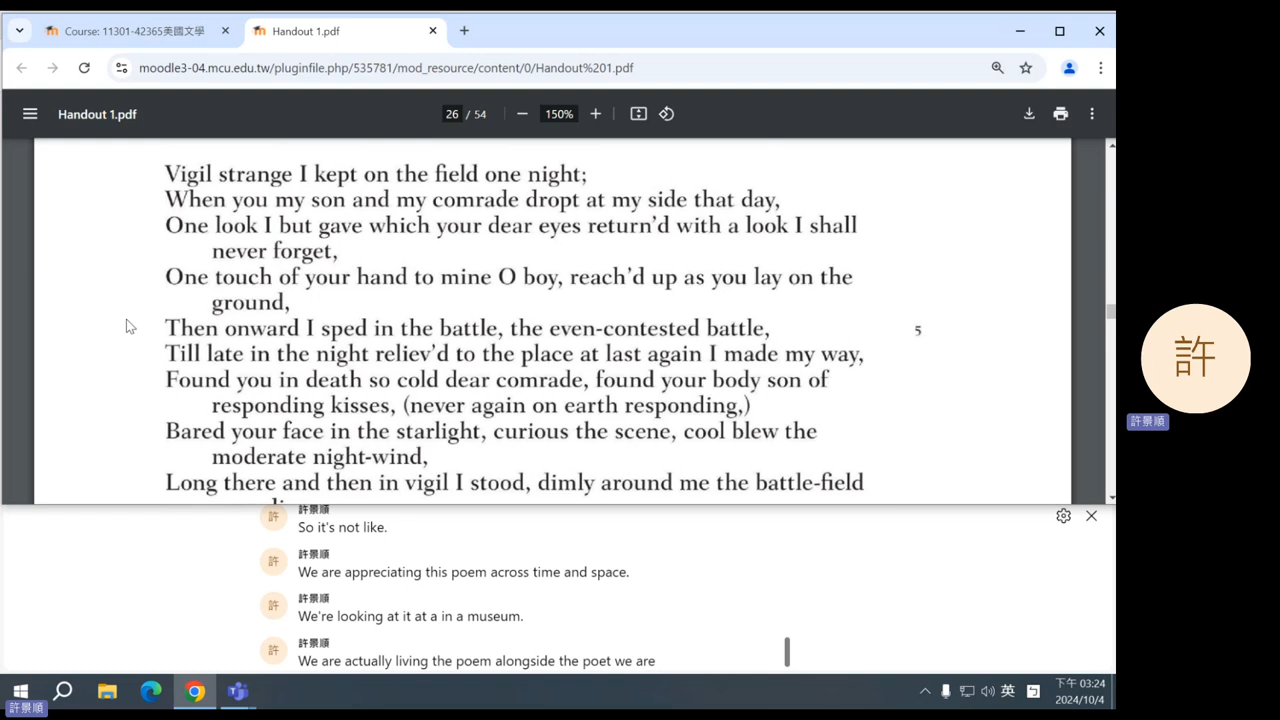 Course: 11301-42365美國文學
Handout 1.pdf
moodle3-04.mcu.edu.tw/pluginfile.php/535781/mod_resource/content/0/Handout%201.pdf
Handout 1.pdf
26 / 54
150%
Vigil strange I kept on the field one night;
When you my son and my comrade dropt at my side that day,
One look I but gave which your dear eyes return'd with a look I shall
never forget,
One touch of your hand to mine O boy, reach'd up as you lay on the
ground,
Then onward I sped in the battle, the even-contested battle,
5
Till late in the night reliev'd to the place at last again I made my way,
Found you in death so cold dear comrade, found your body son of
responding kisses, (never again on earth responding,)
Bared your face in the starlight, curious the scene, cool blew the
moderate night-wind,
Long there and then in vigil I stood, dimly around me the battle-field
許
許景順
許
許景順
So it's not like.
許
許景順
We are appreciating this poem across time and space.
許
許景順
We're looking at it at a in a museum.
許
許景順
We are actually living the poem alongside the poet we are
英
下午 03:24
2024/10/4
許景順